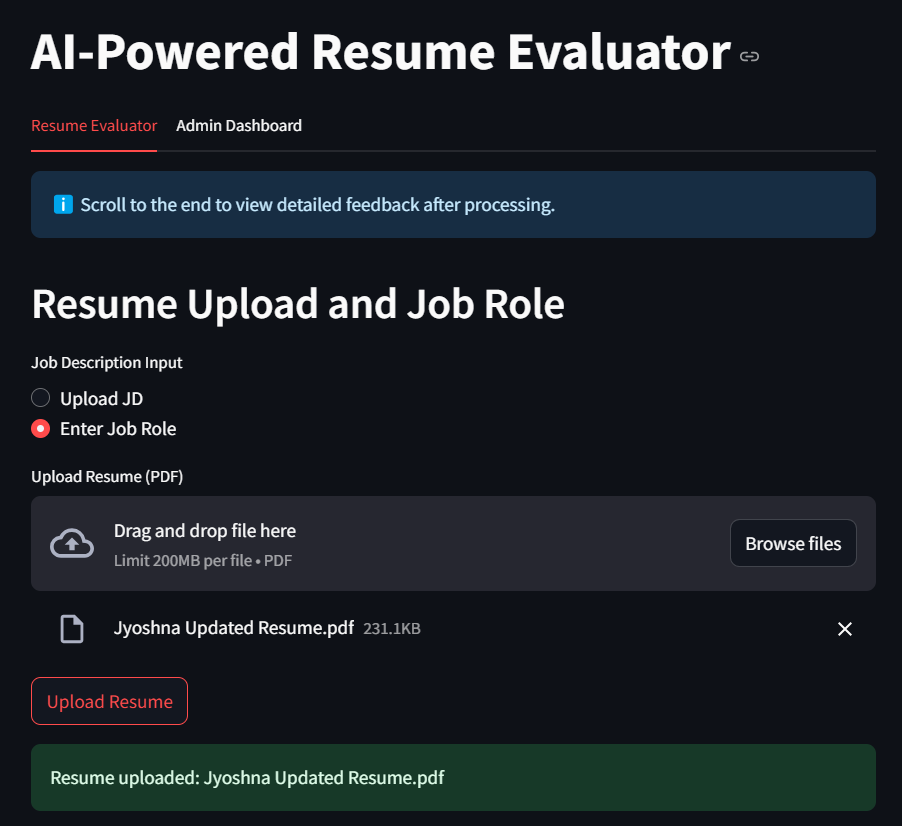 AI-Powered Resume Evaluator
Resume Evaluator Admin Dashboard
i Scroll to the end to view detailed feedback after processing.
Resume Upload and Job Role
Job Description Input
Upload JD
Enter Job Role
Upload Resume (PDF)
Drag and drop file here
Limit 200MB per file • PDF
Browse files
Jyoshna Updated Resume.pdf 231.1KB
Upload Resume
Resume uploaded: Jyoshna Updated Resume.pdf